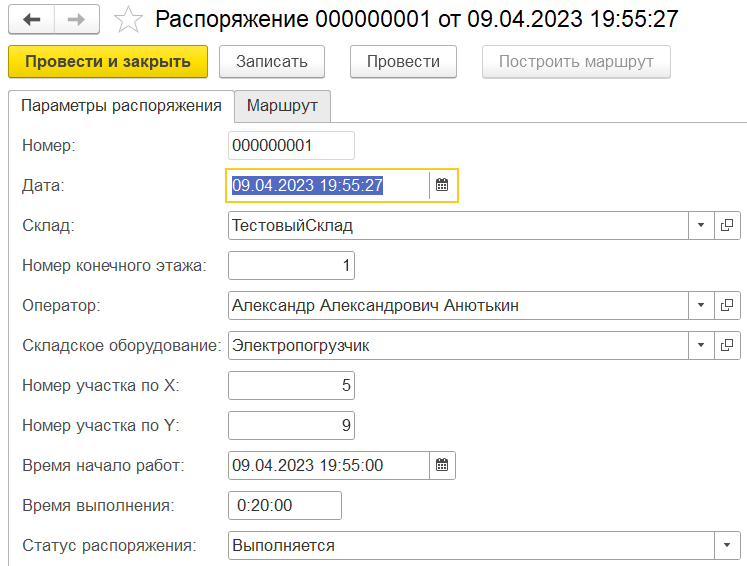 Распоряжение 000000001 от 09.04.2023 19:55:27
Провести и закрыть Записать Провести Построить маршрут
Параметры распоряжения Маршрут
Номер: 000000001
Дата: 09.04.2023 19:55:27
Склад: ТестовыйСклад
Номер конечного этажа: 1
Оператор: Александр Александрович Анютькин
Складское оборудование: Электропогрузчик
Номер участка по X: 5
Номер участка по Y: 9
Время начало работ: 09.04.2023 19:55:00
Время выполнения: 0:20:00
Статус распоряжения: Выполняется